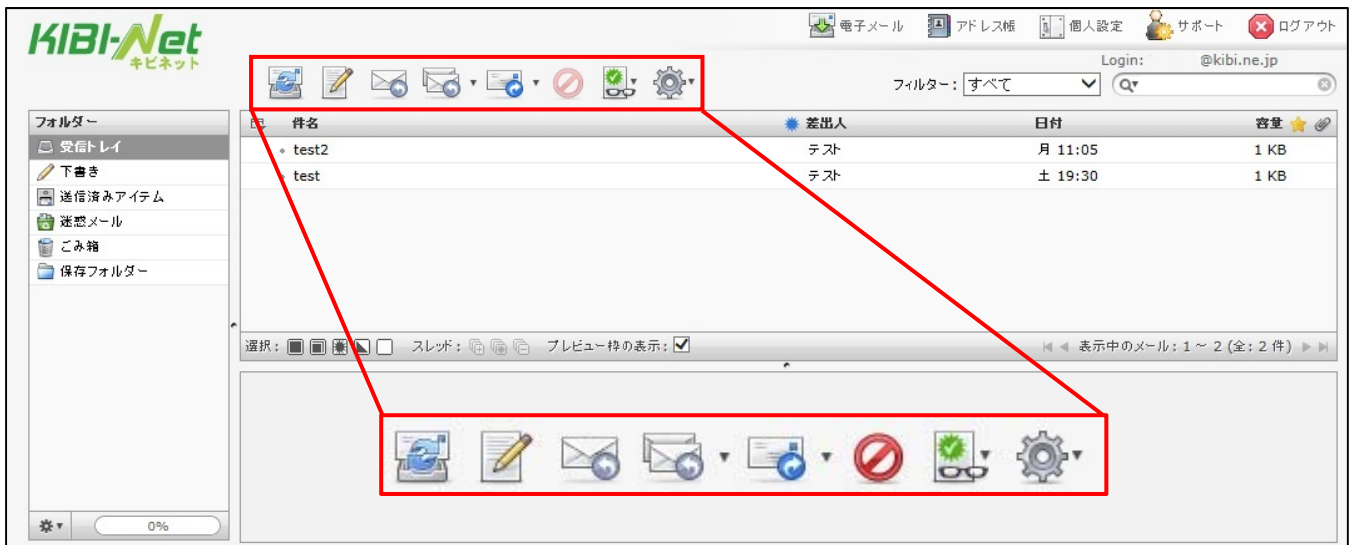 KIBI-Net
キビネット
電子メール アドレス帳 個人設定 サポート ログアウト
Login: @kibi.ne.jp
フィルター: すべて
フォルダー
受信トレイ
下書き
送信済みアイテム
迷惑メール
ごみ箱
保存フォルダー
件名 差出人 日付 容量
test2 テスト 月 11:05 1 KB
test テスト 土 19:30 1 KB
選択: スレッド: プレビュー枠の表示: 表示中のメール: 1 ~ 2 (全: 2 件)
0%